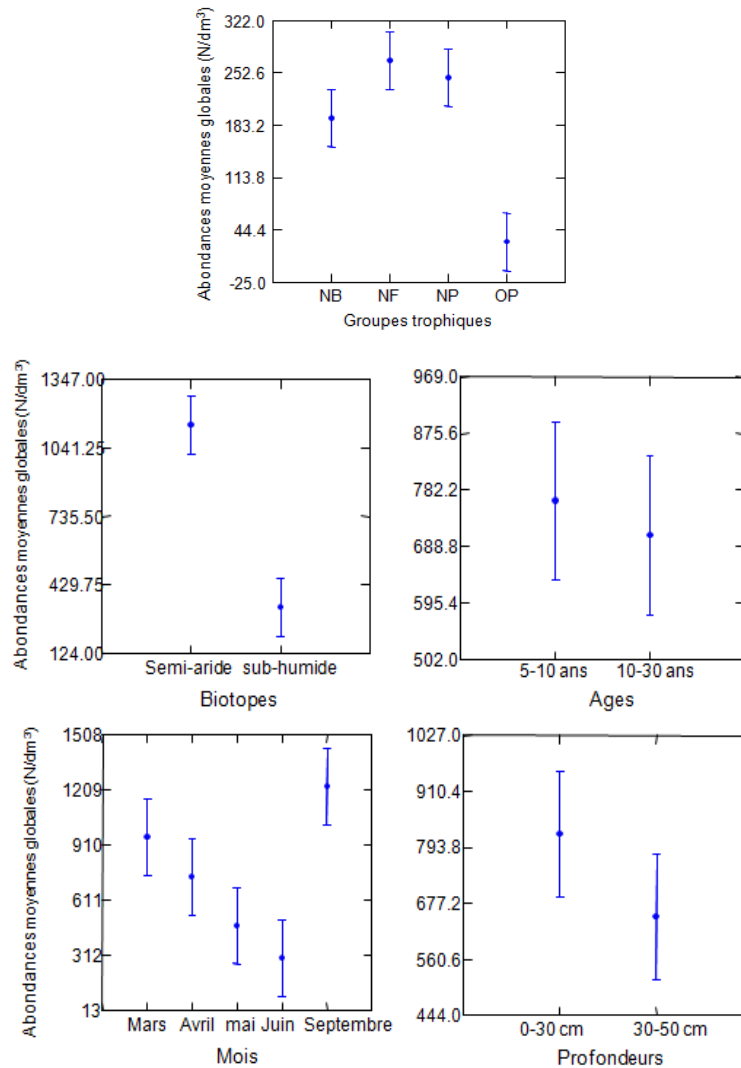 Abondances moyennes globales (N/dm³)
322.0
252.6
183.2
113.8
44.4
-25.0
NB NF NP OP
Groupes trophiques
Abondances moyennes globales (N/dm³)
1347.00
1041.25
735.50
429.75
124.00
Semi-aride sub-humide
Biotopes
969.0
875.6
782.2
688.8
595.4
502.0
5-10 ans 10-30 ans
Ages
Abondances moyennes globales (N/dm³)
1508
1209
910
611
312
13
Mars Avril mai Juin Septembre
Mois
1027.0
910.4
793.8
677.2
560.6
444.0
0-30 cm 30-50 cm
Profondeurs